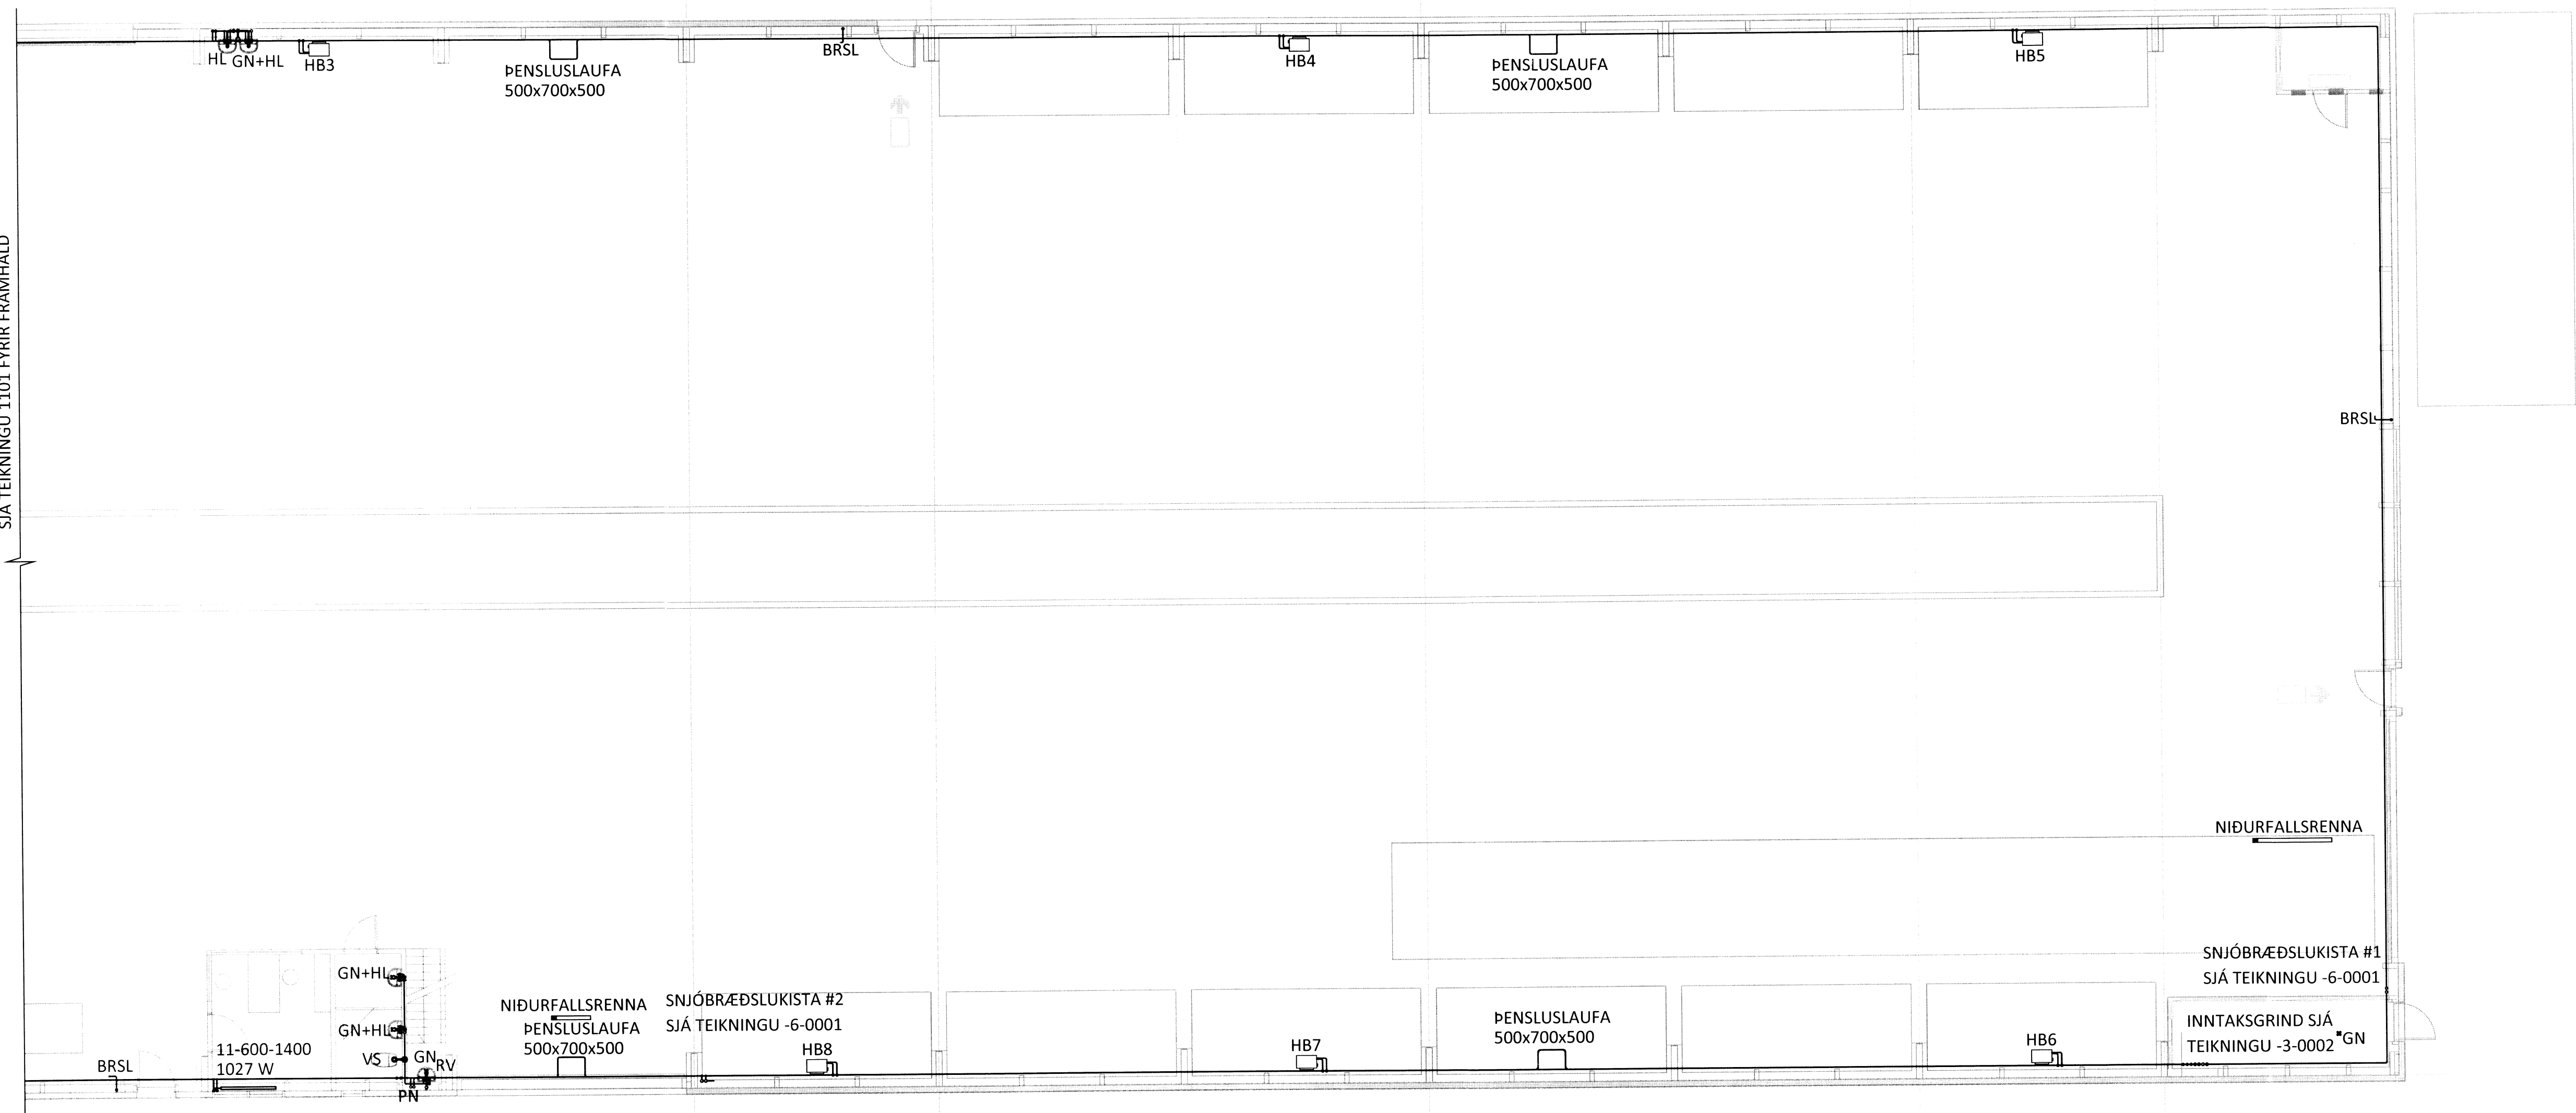 SJÁ TEIKNINGU 1101 FYRIR FRAMHALD
HL GN+HL
HB3
ÞENSLUSLAUFA
500x700x500
BRSL
HB4
ÞENSLUSLAUFA
500x700x500
HB5
BRSL
NIÐURFALLSRENNA
SNJÓBRÆÐSLUKISTA #1
SJÁ TEIKNINGU -6-0001
GN+HL
NIÐURFALLSRENNA
SNJÓBRÆÐSLUKISTA #2
SJÁ TEIKNINGU -6-0001
GN+HL
ÞENSLUSLAUFA
500x700x500
ÞENSLUSLAUFA
500x700x500
INNTAKSGRIND SJÁ
TEIKNINGU -3-0002
GN
11-600-1400
1027 W
BRSL
VS
GN
RV
PN
HB8
HB7
HB6